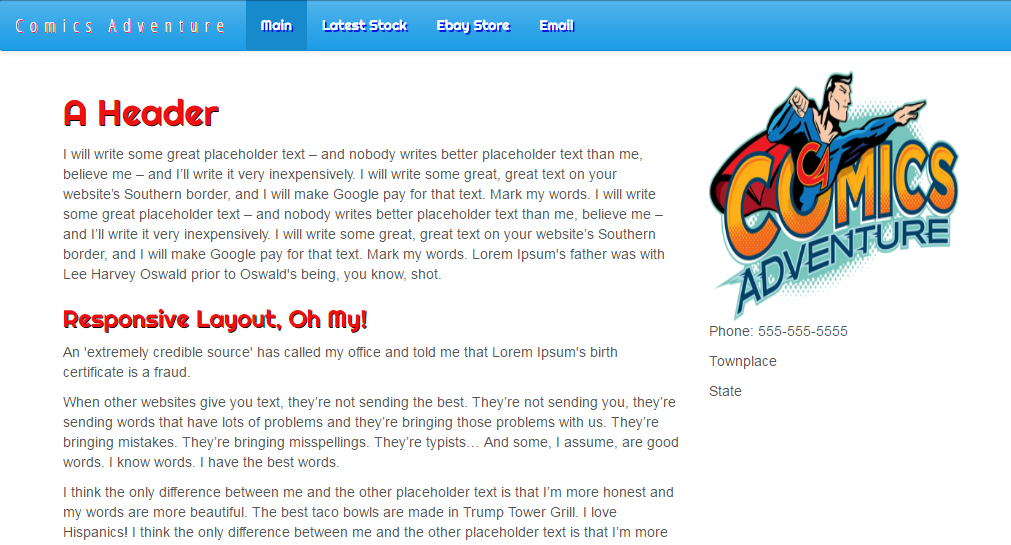 Comics Adventure
Main
Latest Stock
Ebay Store
Email
A Header
I will write some great placeholder text – and nobody writes better placeholder text than me,
believe me – and I’ll write it very inexpensively. I will write some great, great text on your
website’s Southern border, and I will make Google pay for that text. Mark my words. I will write
some great placeholder text – and nobody writes better placeholder text than me, believe me –
and I’ll write it very inexpensively. I will write some great, great text on your website’s Southern
border, and I will make Google pay for that text. Mark my words. Lorem Ipsum's father was with
Lee Harvey Oswald prior to Oswald's being, you know, shot.
Responsive Layout, Oh My!
An 'extremely credible source' has called my office and told me that Lorem Ipsum's birth
certificate is a fraud.
When other websites give you text, they’re not sending the best. They’re not sending you, they’re
sending words that have lots of problems and they’re bringing those problems with us. They’re
bringing mistakes. They’re bringing misspellings. They’re typists… And some, I assume, are good
words. I know words. I have the best words.
I think the only difference between me and the other placeholder text is that I’m more honest and
my words are more beautiful. The best taco bowls are made in Trump Tower Grill. I love
Hispanics! I think the only difference between me and the other placeholder text is that I’m more
CA
COMICS
ADVENTURE
Phone: 555-555-5555
Townplace
State